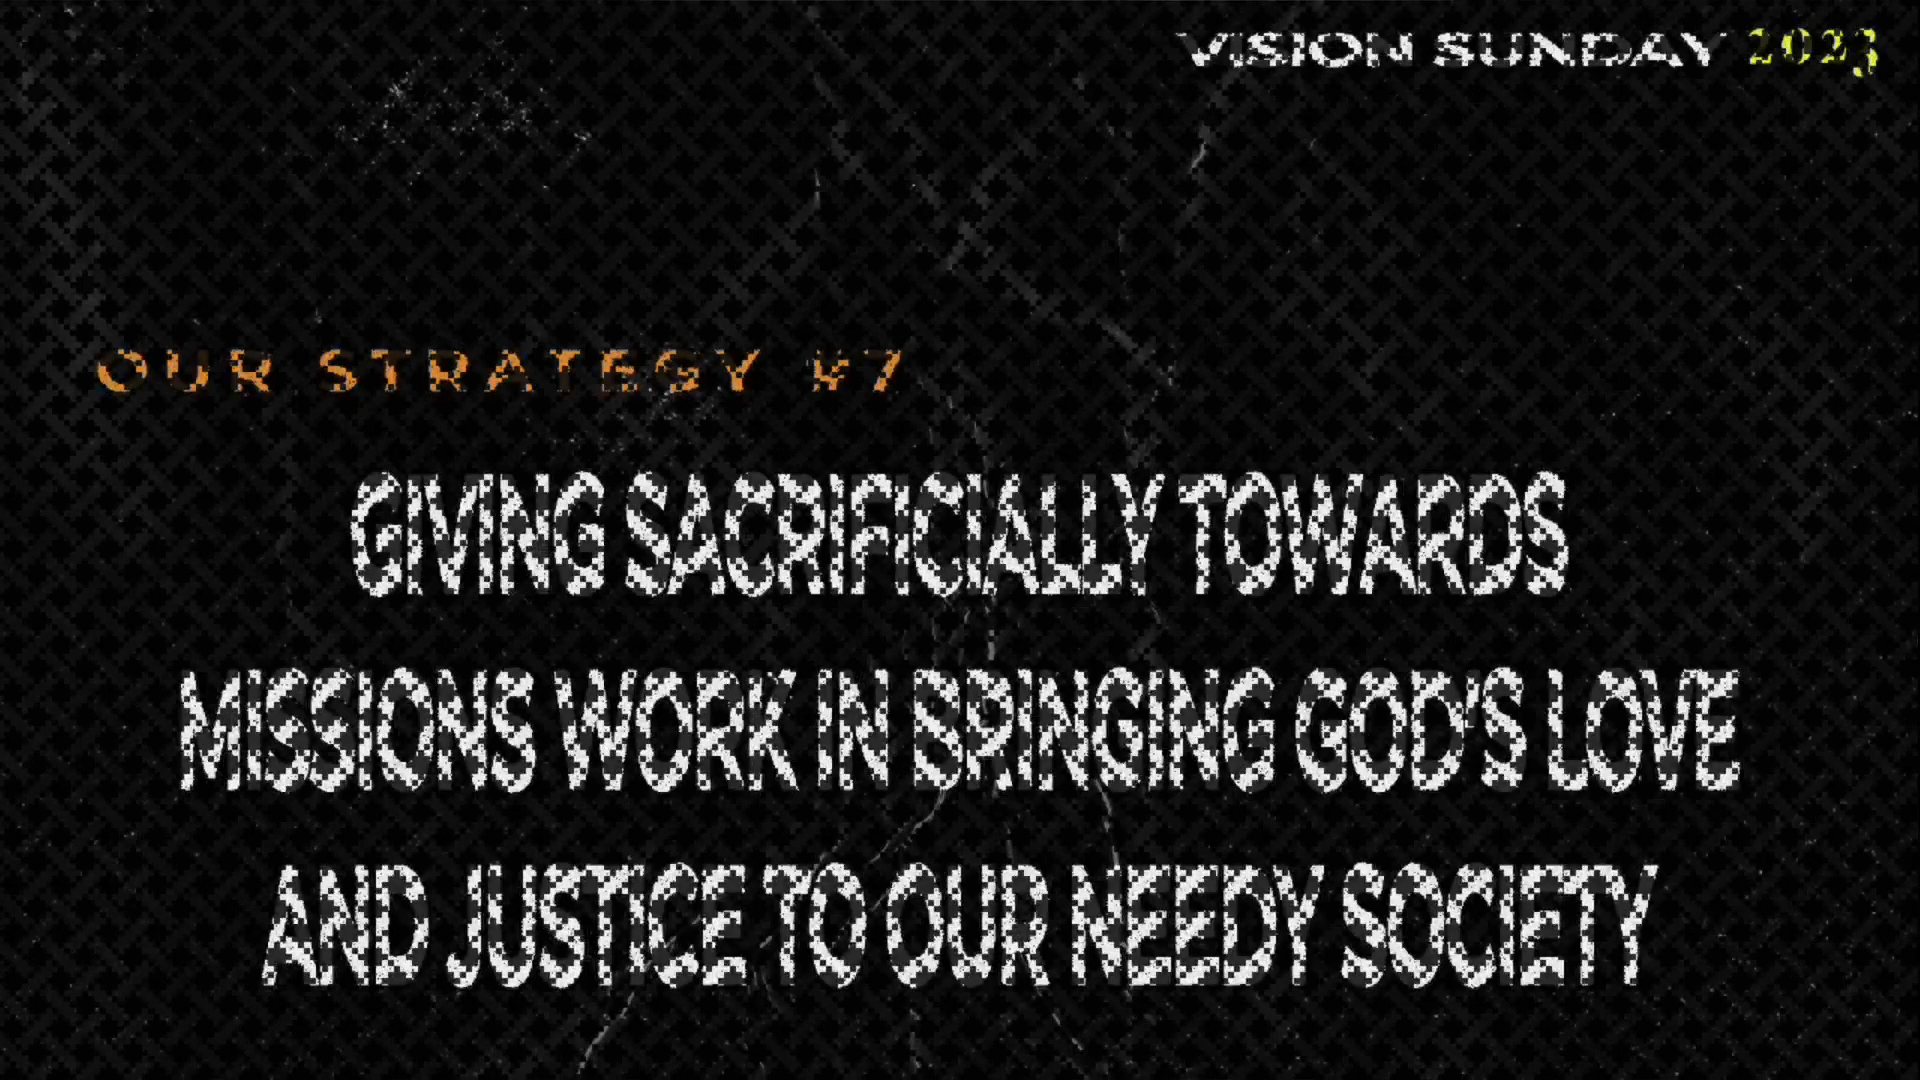 VISION SUNDAY 2023
OUR STRATEGY #7
GIVING SACRIFICIALLY TOWARDS
MISSIONS WORK IN BRINGING GOD'S LOVE
AND JUSTICE TO OUR NEEDY SOCIETY